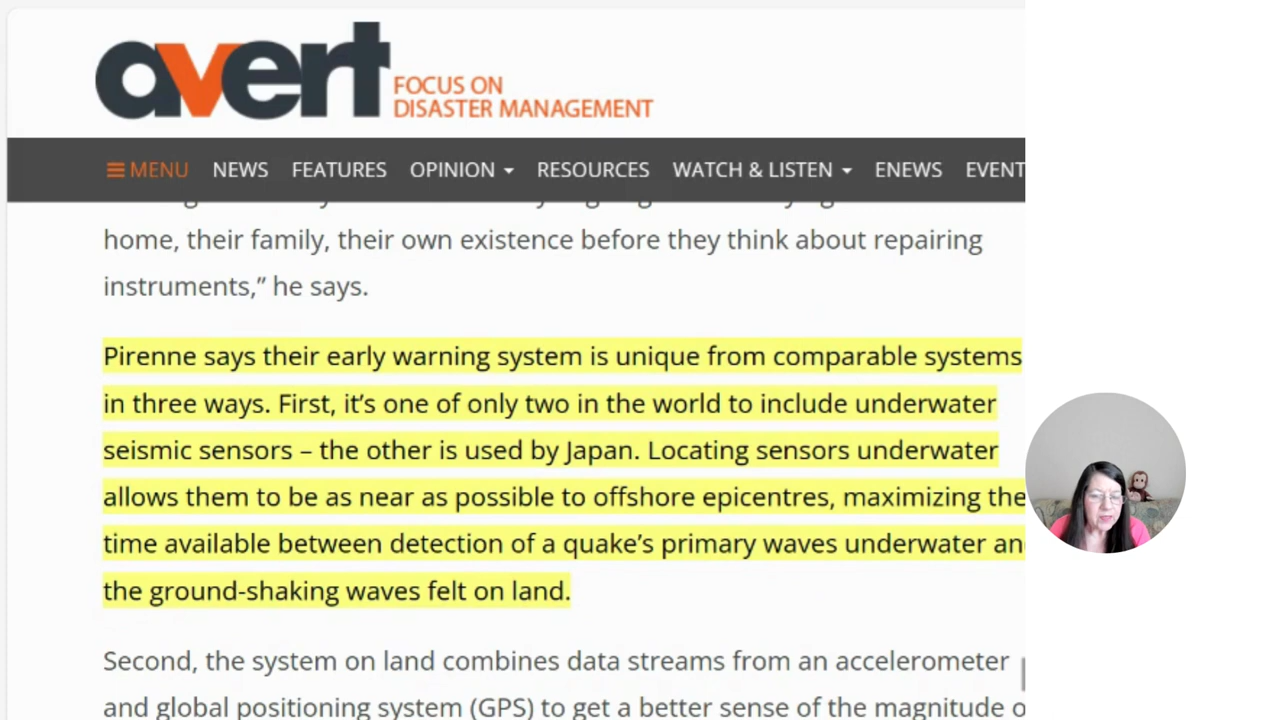 avert
FOCUS ON
DISASTER MANAGEMENT
MENU NEWS FEATURES OPINION RESOURCES WATCH & LISTEN ENEWS EVENT
home, their family, their own existence before they think about repairing
instruments,” he says.
Pirenne says their early warning system is unique from comparable systems
in three ways. First, it’s one of only two in the world to include underwater
seismic sensors – the other is used by Japan. Locating sensors underwater
allows them to be as near as possible to offshore epicentres, maximizing the
time available between detection of a quake’s primary waves underwater an
the ground-shaking waves felt on land.
Second, the system on land combines data streams from an accelerometer
and global positioning system (GPS) to get a better sense of the magnitude o